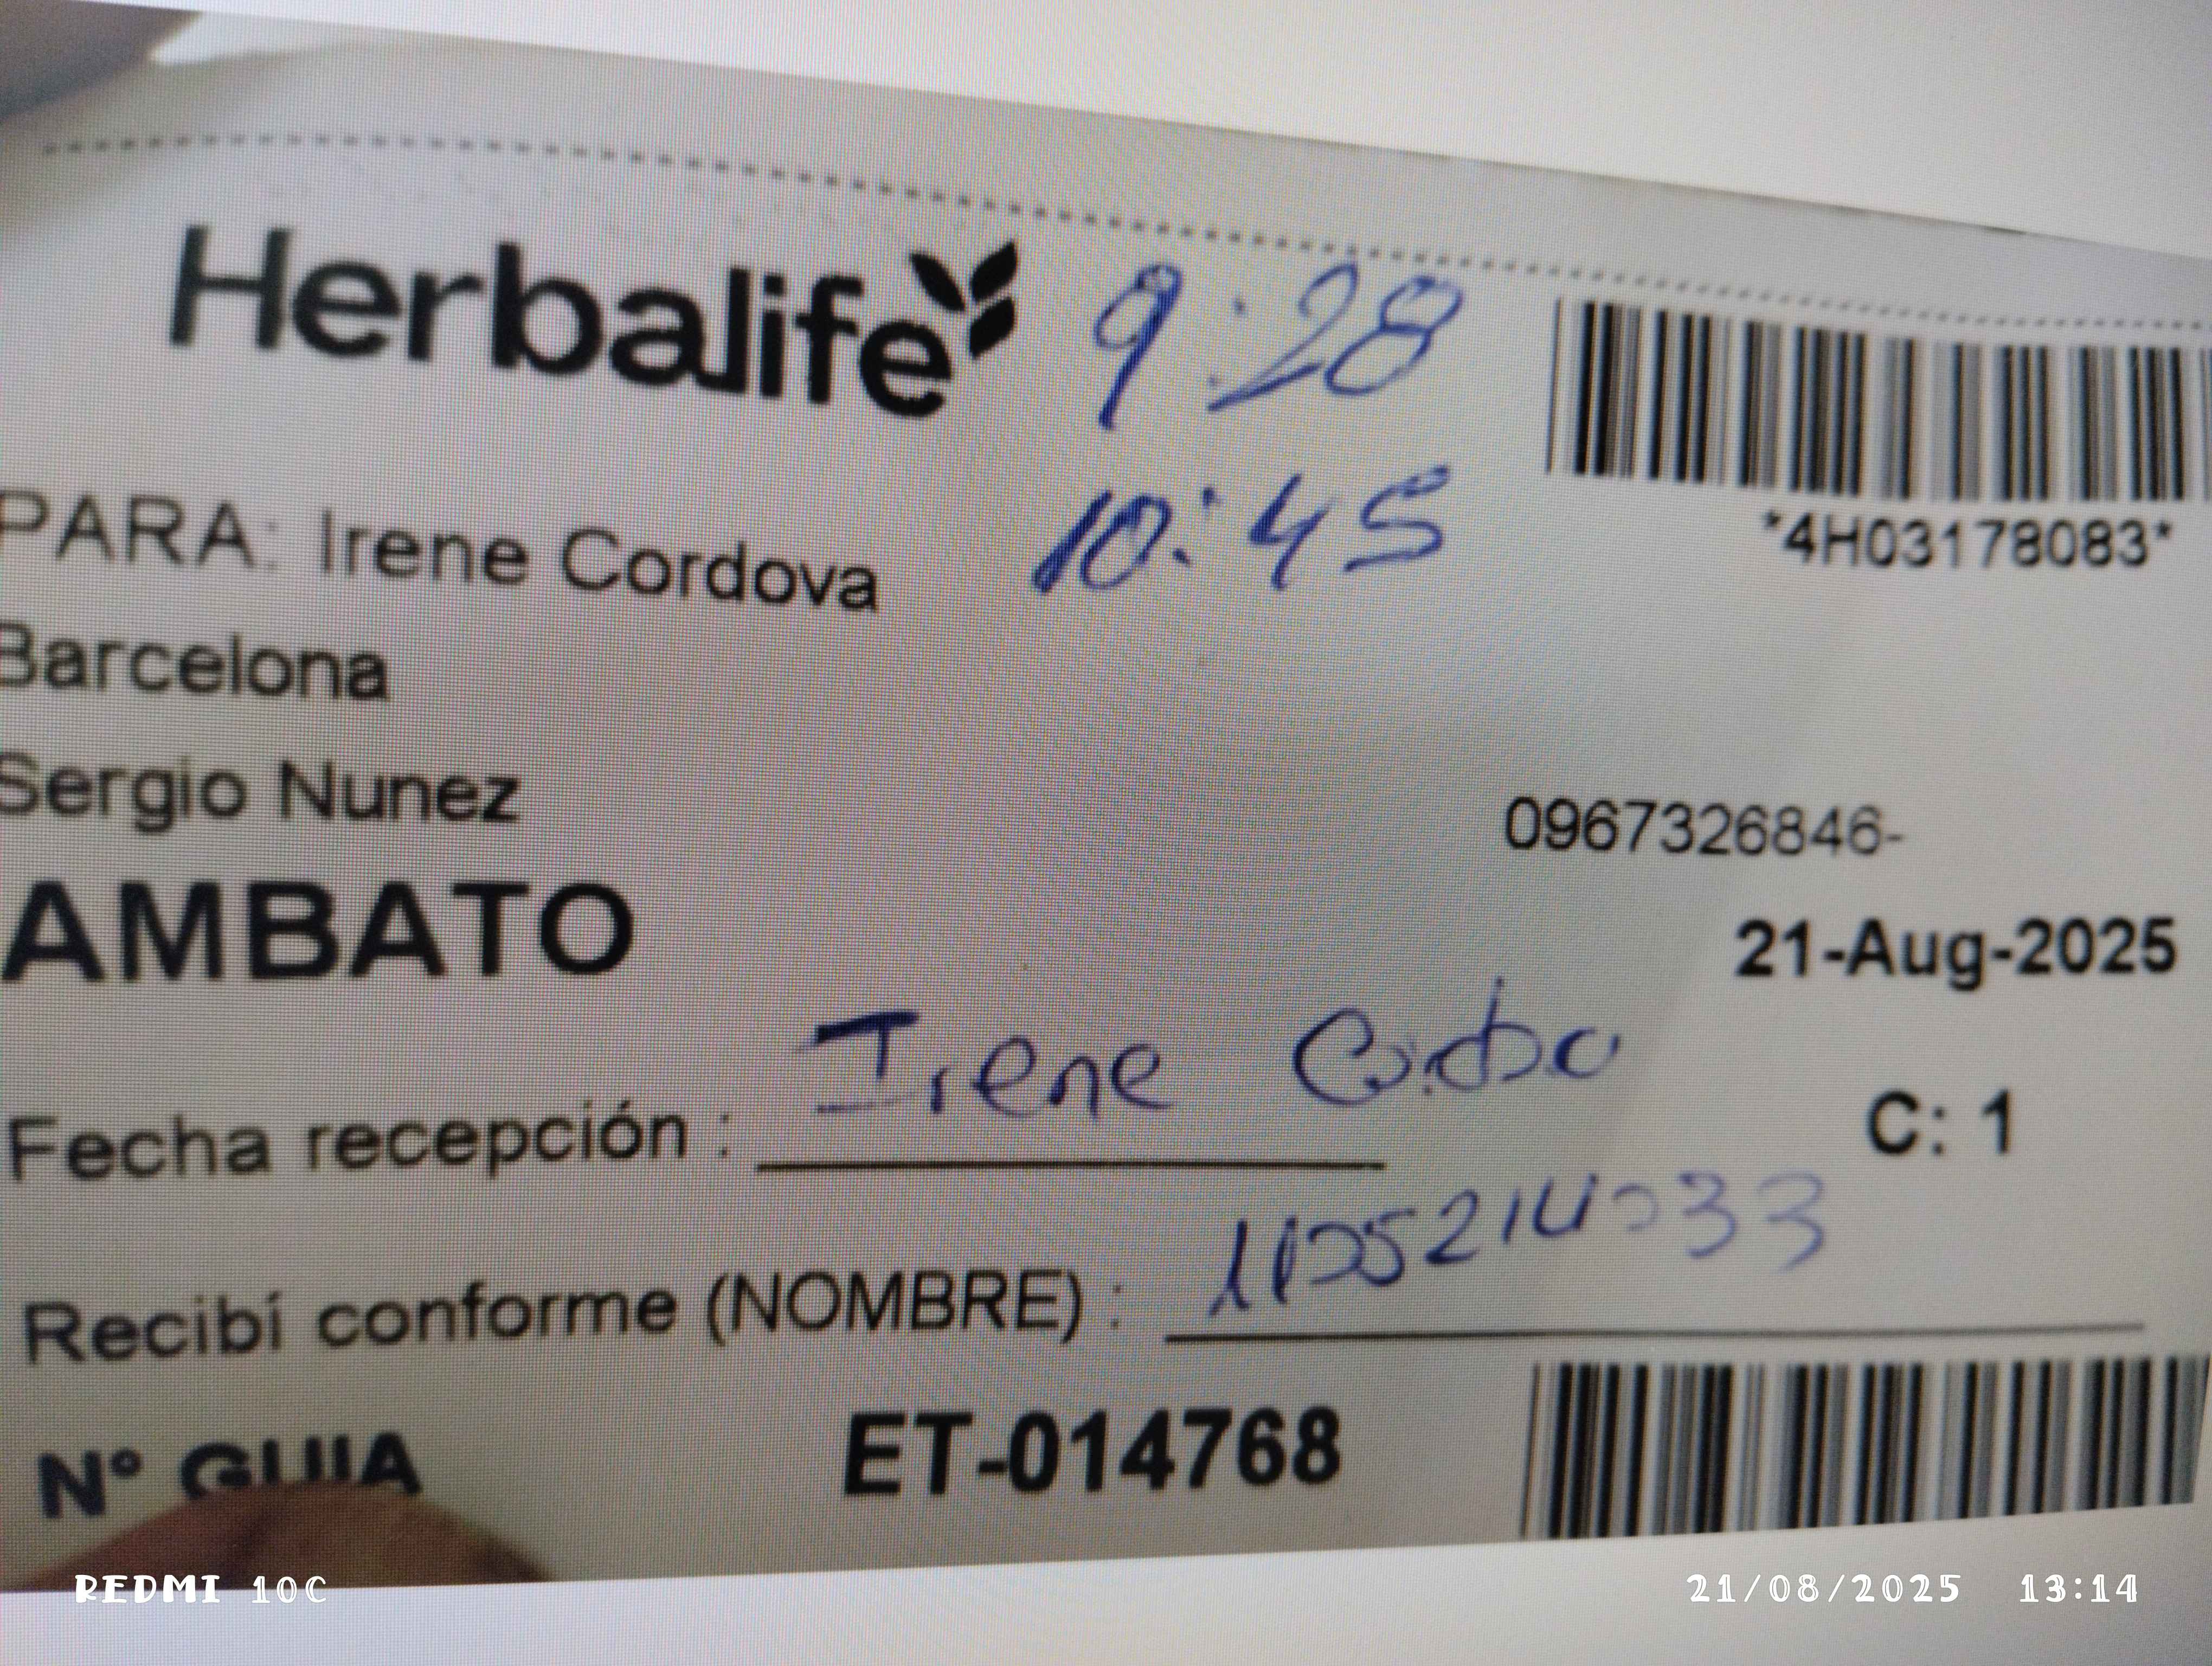 Herbalife 9:28
10:45
*4H03178083*
PARA: Irene Cordova
Barcelona
Sergio Nunez
0967326846-
AMBATO
21-Aug-2025
Irene
Fecha recepción :
C: 1
Recibí conforme (NOMBRE) :
Nº GUIA ET-014768
REDMI 10C 21/08/2025 13:14